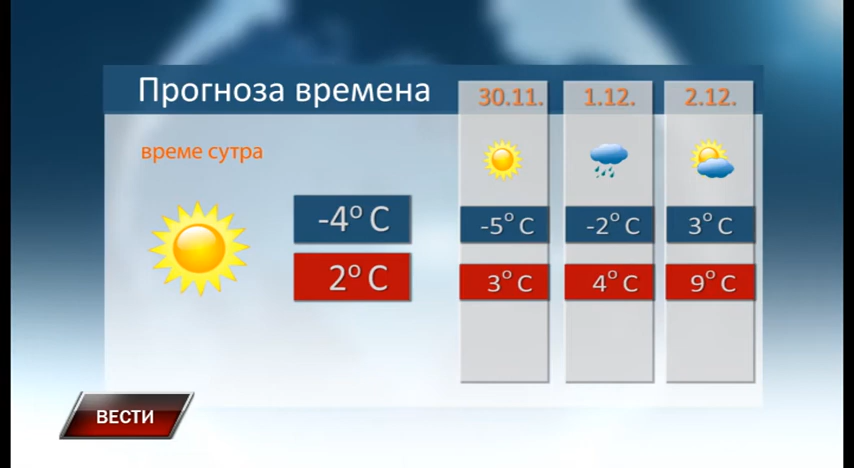 Прогноза времена
време сутра
-4° C
2° C
30.11.
1.12.
2.12.
-5° C
-2° C
3° C
3° C
4° C
9° C
ВЕСТИ